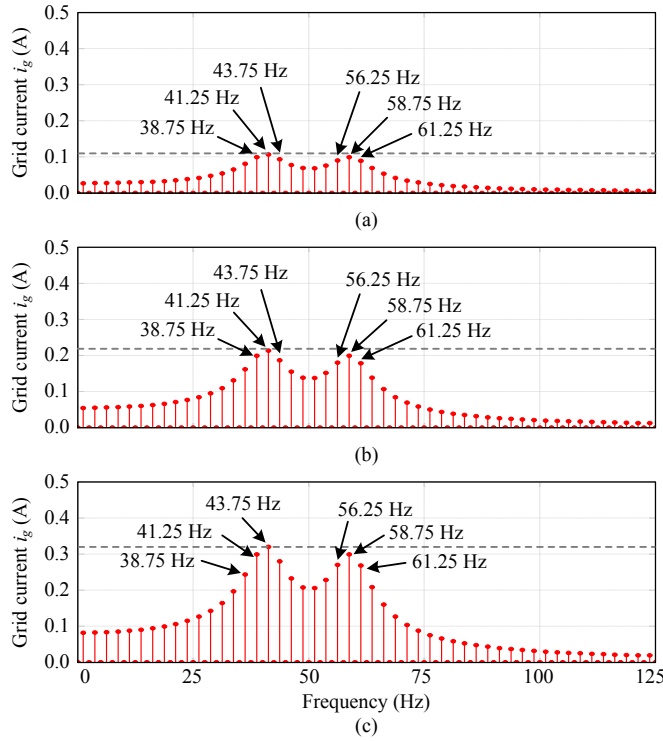 Grid current i_g (A)
0.5
0.4
0.3
0.2
0.1
0.0
43.75 Hz
41.25 Hz
38.75 Hz
56.25 Hz
58.75 Hz
61.25 Hz
(a)
Grid current i_g (A)
0.5
0.4
0.3
0.2
0.1
0.0
43.75 Hz
41.25 Hz
38.75 Hz
56.25 Hz
58.75 Hz
61.25 Hz
(b)
Grid current i_g (A)
0.5
0.4
0.3
0.2
0.1
0.0
43.75 Hz
41.25 Hz
38.75 Hz
56.25 Hz
58.75 Hz
61.25 Hz
0 25 50 75 100 125
Frequency (Hz)
(c)